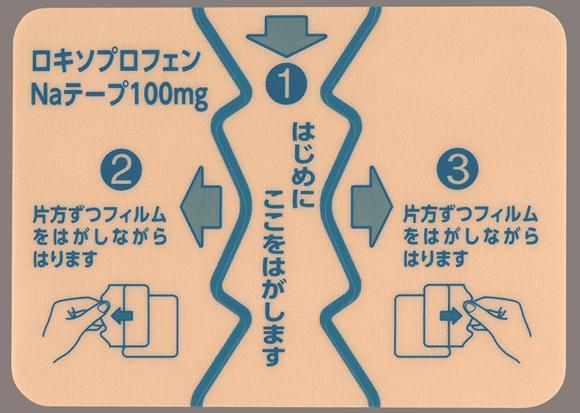 ロキソプロフェン
Naテープ100mg
1
はじめに
ここをはがします
2
片方ずつフィルム
をはがしながら
はります
3
片方ずつフィルム
をはがしながら
はります